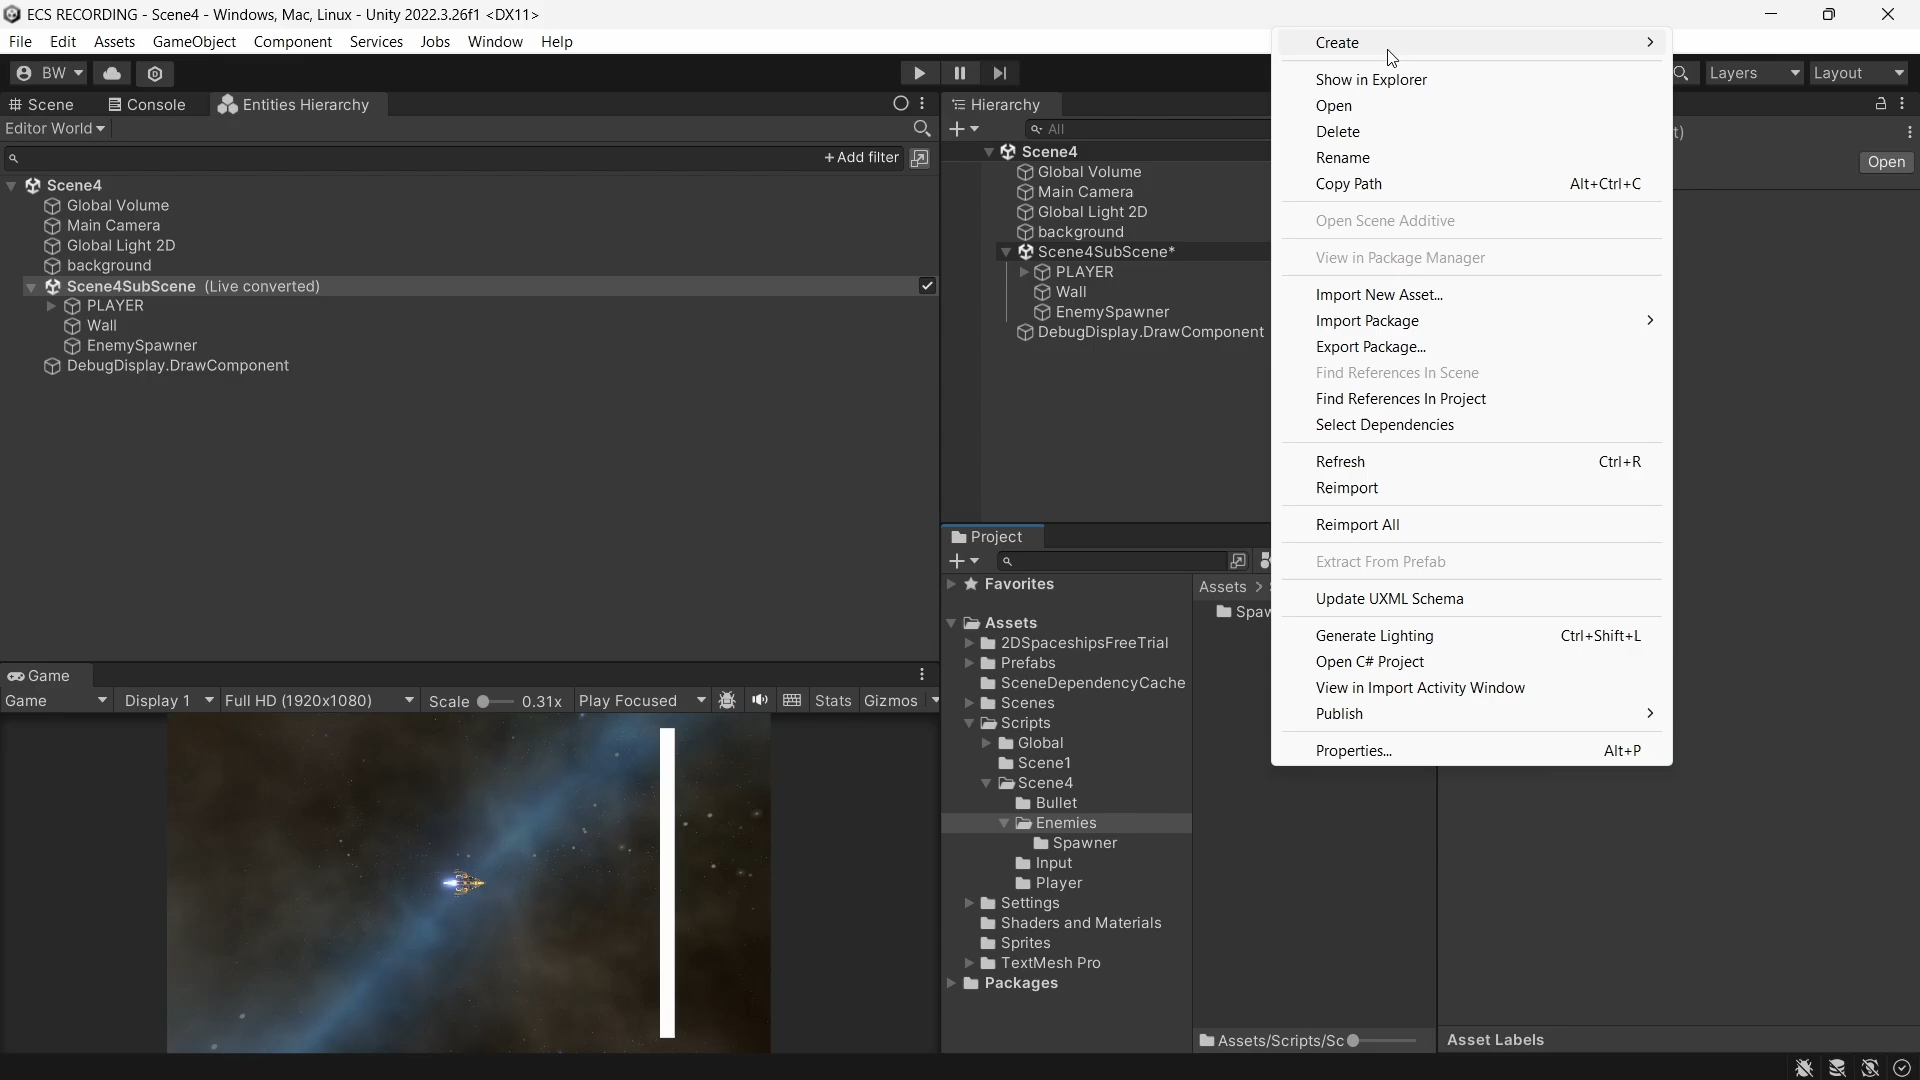 ECS RECORDING - Scene4 - Windows, Mac, Linux - Unity 2022.3.26f1 <DX11>
File Edit Assets GameObject Component Services Jobs Window Help
BW
Layers Layout
Scene Console Entities Hierarchy
Editor World
+Add filter
Scene4
Global Volume
Main Camera
Global Light 2D
background
Scene4SubScene (Live converted)
PLAYER
Wall
EnemySpawner
DebugDisplay.DrawComponent
Hierarchy
All
Scene4
Global Volume
Main Camera
Global Light 2D
background
Scene4SubScene*
PLAYER
Wall
EnemySpawner
DebugDisplay.DrawComponent
Create
Show in Explorer
Open
Delete
Rename
Copy Path Alt+Ctrl+C
Open Scene Additive
View in Package Manager
Import New Asset...
Import Package
Export Package...
Find References In Scene
Find References In Project
Select Dependencies
Refresh Ctrl+R
Reimport
Reimport All
Extract From Prefab
Update UXML Schema
Generate Lighting Ctrl+Shift+L
Open C# Project
View in Import Activity Window
Publish
Properties... Alt+P
t)
Open
Game
Game Display 1 Full HD (1920x1080) Scale 0.31x Play Focused Stats Gizmos
Project
Favorites
Assets
2DSpaceshipsFreeTrial
Prefabs
SceneDependencyCache
Scenes
Scripts
Global
Scene1
Scene4
Bullet
Enemies
Spawner
Input
Player
Settings
Shaders and Materials
Sprites
TextMesh Pro
Packages
Assets >
Spaw
Assets/Scripts/Sc
Asset Labels